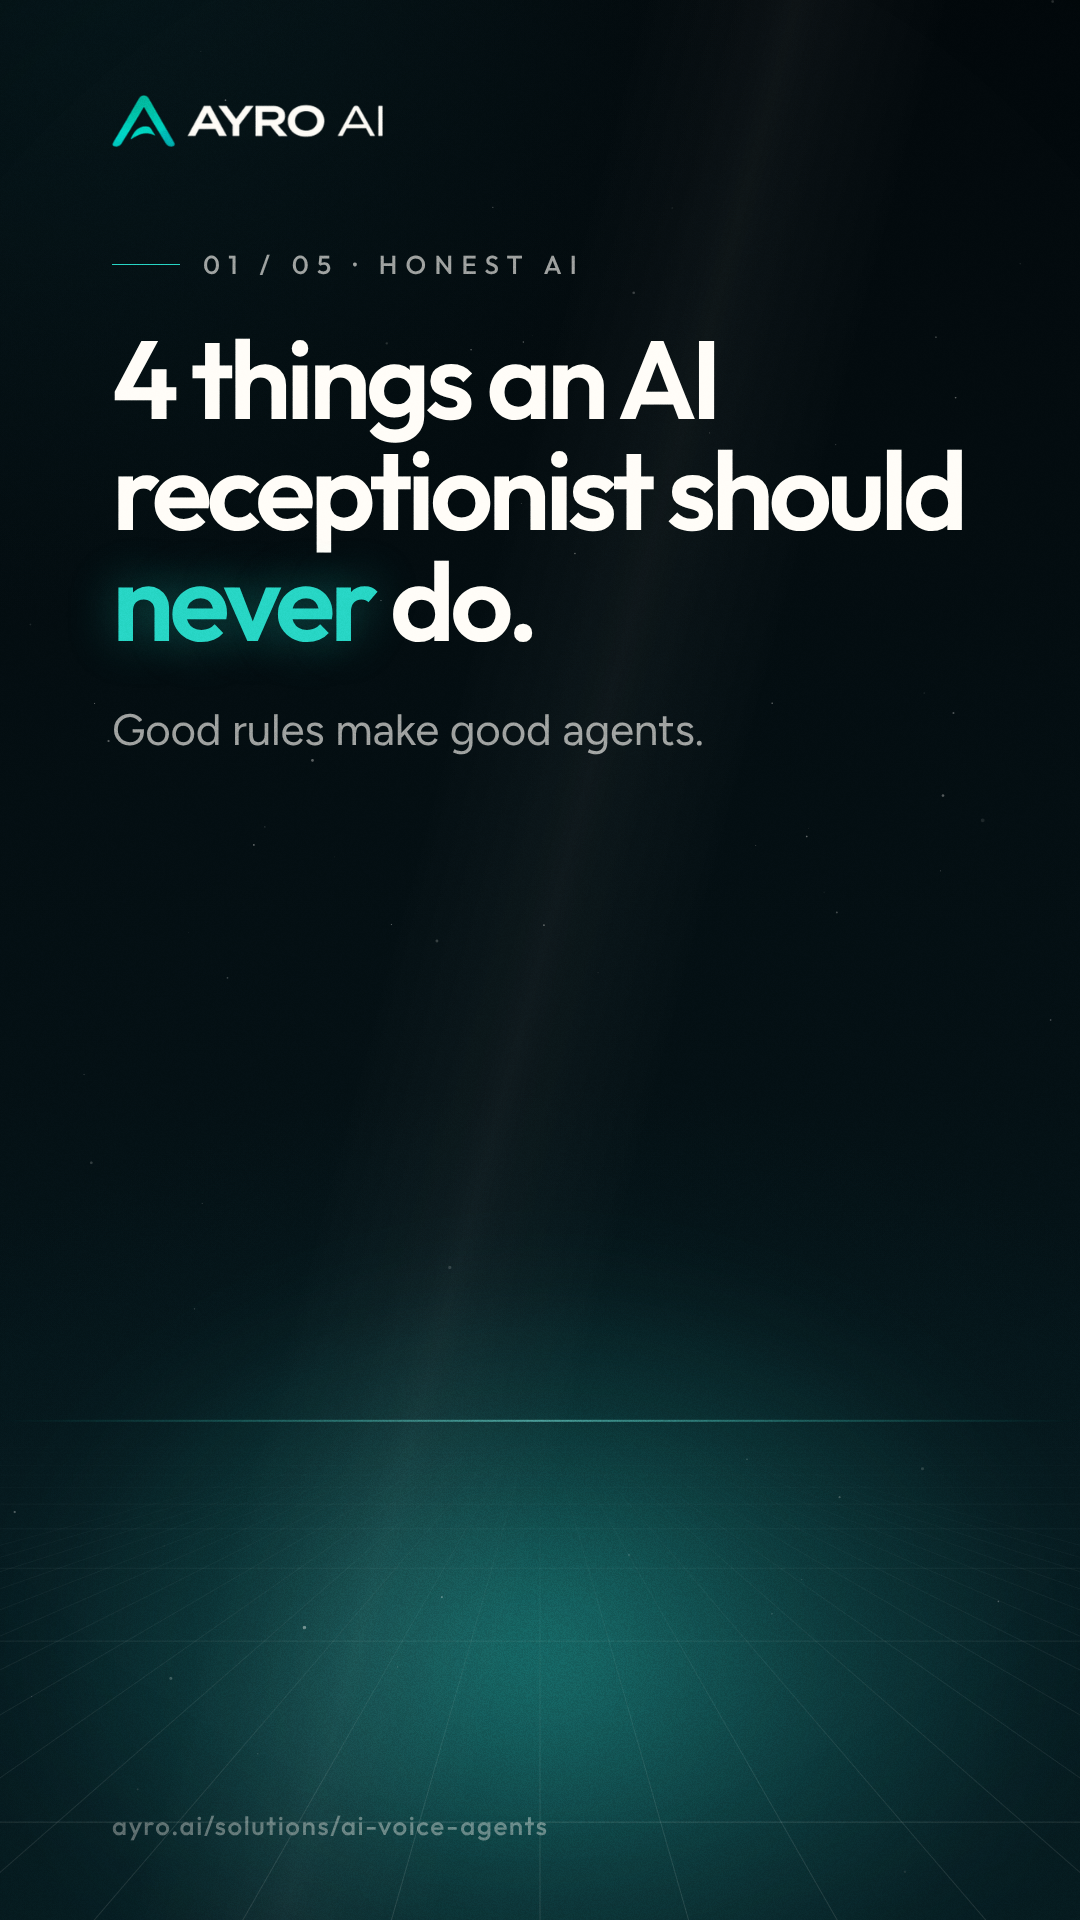 AYRO AI
01 / 05 · HONEST AI
4 things an AI
receptionist should
never do.
Good rules make good agents.
ayro.ai/solutions/ai-voice-agents